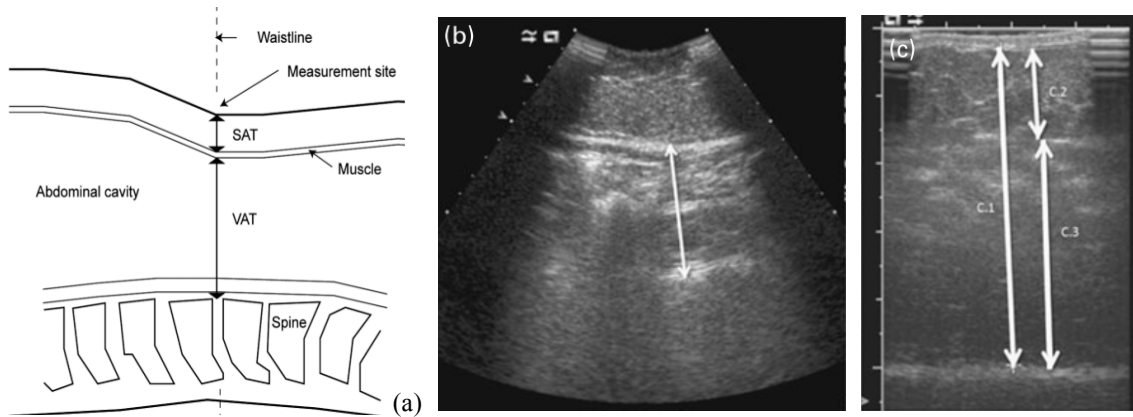 Waistline
Measurement site
SAT
Muscle
Abdominal cavity
VAT
Spine
(a)
(b)
(c)
C.2
C.1
C.3